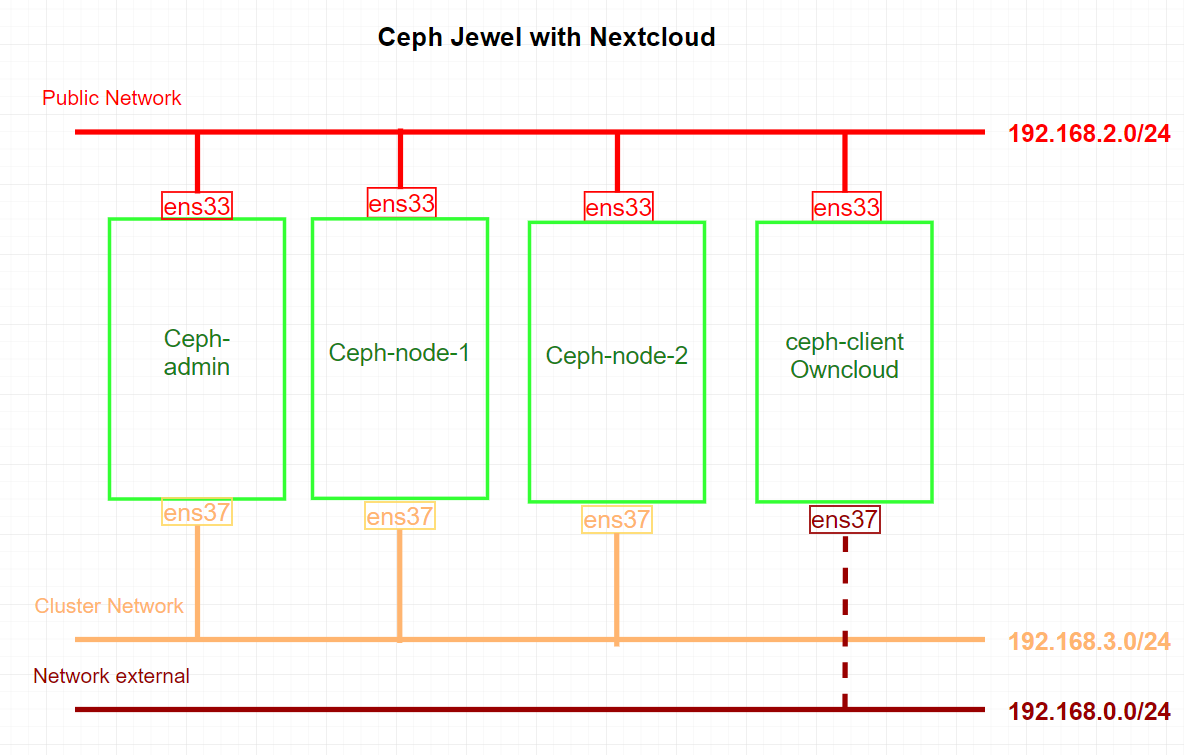 Ceph Jewel with Nextcloud
Public Network
192.168.2.0/24
ens33
ens33
ens33
ens33
Ceph-
admin
Ceph-node-1
Ceph-node-2
ceph-client
Owncloud
ens37
ens37
ens37
ens37
Cluster Network
192.168.3.0/24
Network external
192.168.0.0/24